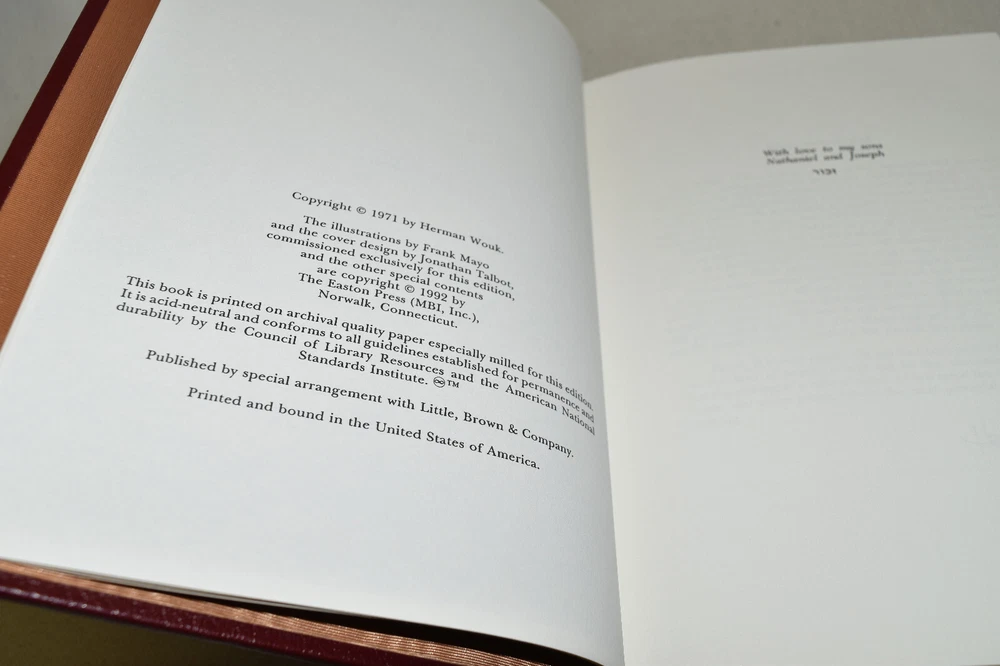 Copyright © 1971 by Herman Wouk.
The illustrations by Frank Mayo
and the cover design by Jonathan Talbot,
commissioned exclusively for this edition,
and the other special contents
are copyright © 1992 by
The Easton Press (MBI, Inc.),
Norwalk, Connecticut.
This book is printed on archival quality paper especially milled for this edition.
It is acid-neutral and conforms to all guidelines established for permanence and
durability by the Council of Library Resources and the American National
Standards Institute. ♾™
Published by special arrangement with Little, Brown & Company.
Printed and bound in the United States of America.
With love to my sons
Nathaniel and Joseph